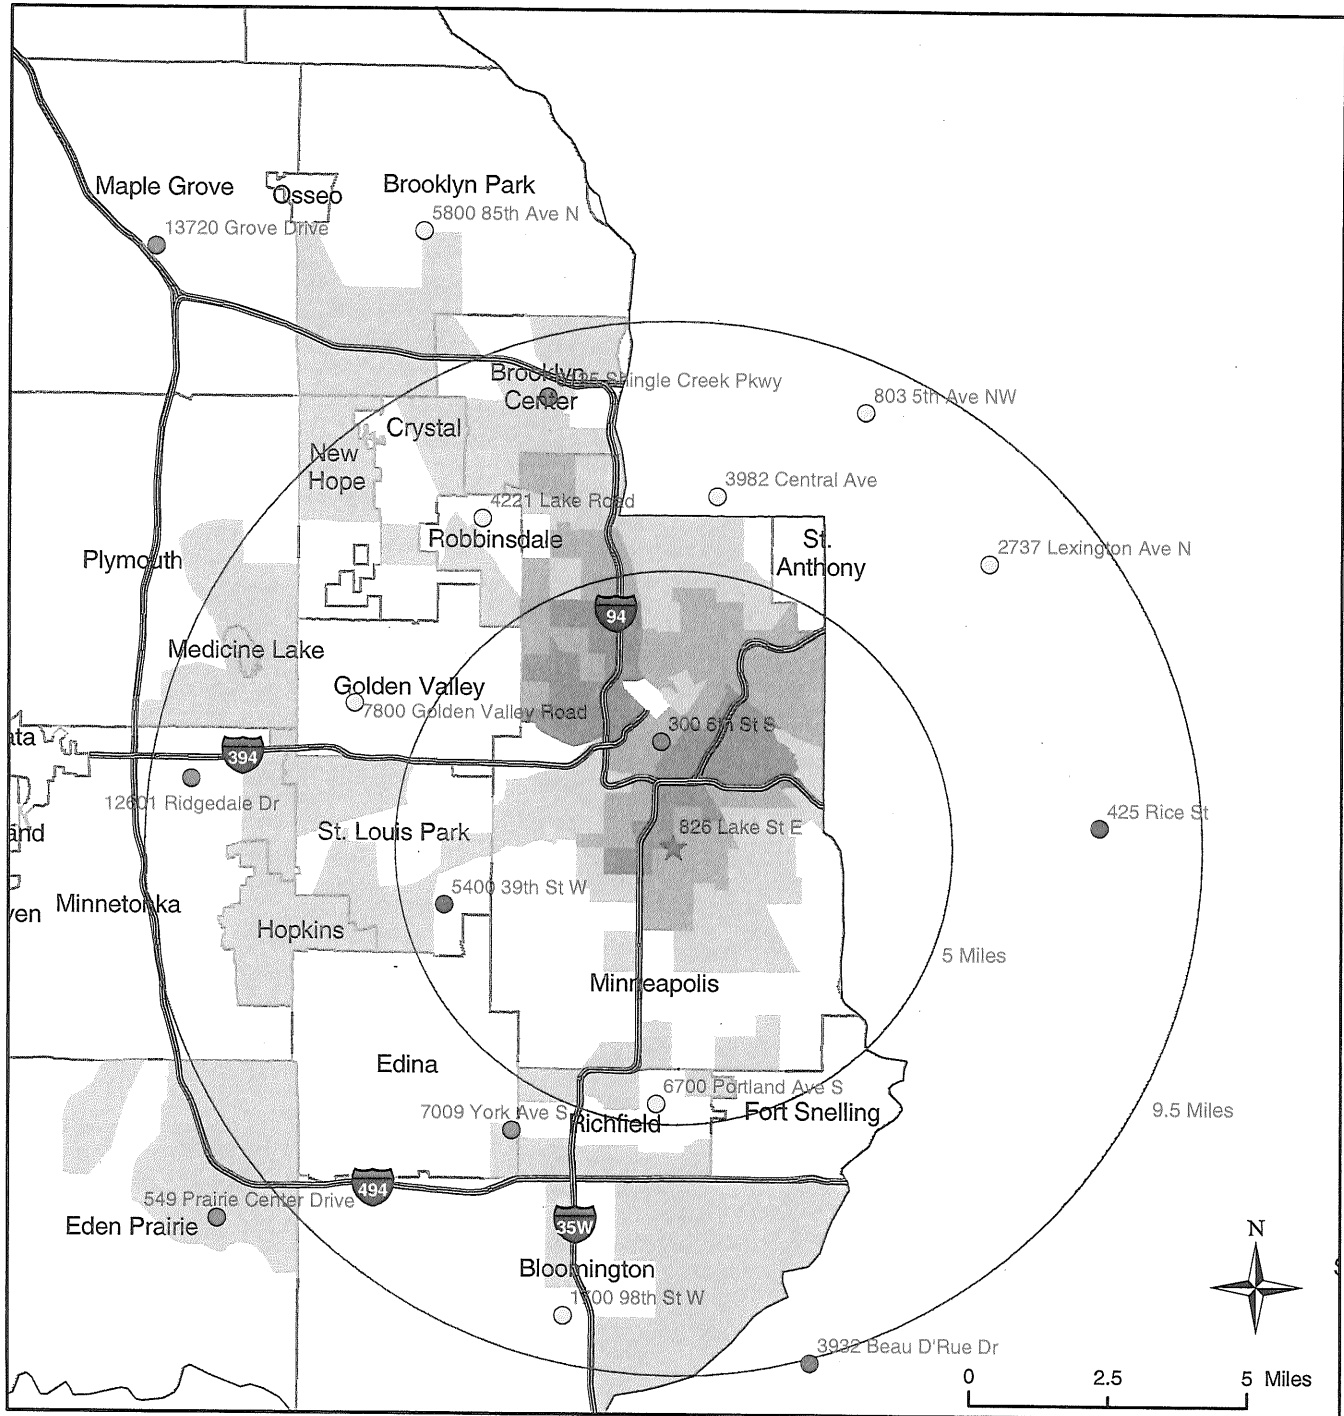 Maple Grove
Osseo
Brooklyn Park
5800 85th Ave N
13720 Grove Drive
Brooklyn
Center
Shingle Creek Pkwy
803 5th Ave NW
Crystal
New
Hope
3982 Central Ave
4221 Lake Road
Robbinsdale
St.
Anthony
2737 Lexington Ave N
Plymouth
94
Medicine Lake
Golden Valley
7800 Golden Valley Road
300 6th St S
ata
394
12601 Ridgedale Dr
St. Louis Park
826 Lake St E
425 Rice St
and
5400 39th St W
Minnetonka
ven
Hopkins
5 Miles
Minneapolis
Edina
6700 Portland Ave S
7009 York Ave S
Richfield
Fort Snelling
9.5 Miles
494
549 Prairie Center Drive
Eden Prairie
35W
Bloomington
1700 98th St W
N
3932 Beau D'Rue Dr
0 2.5 5 Miles